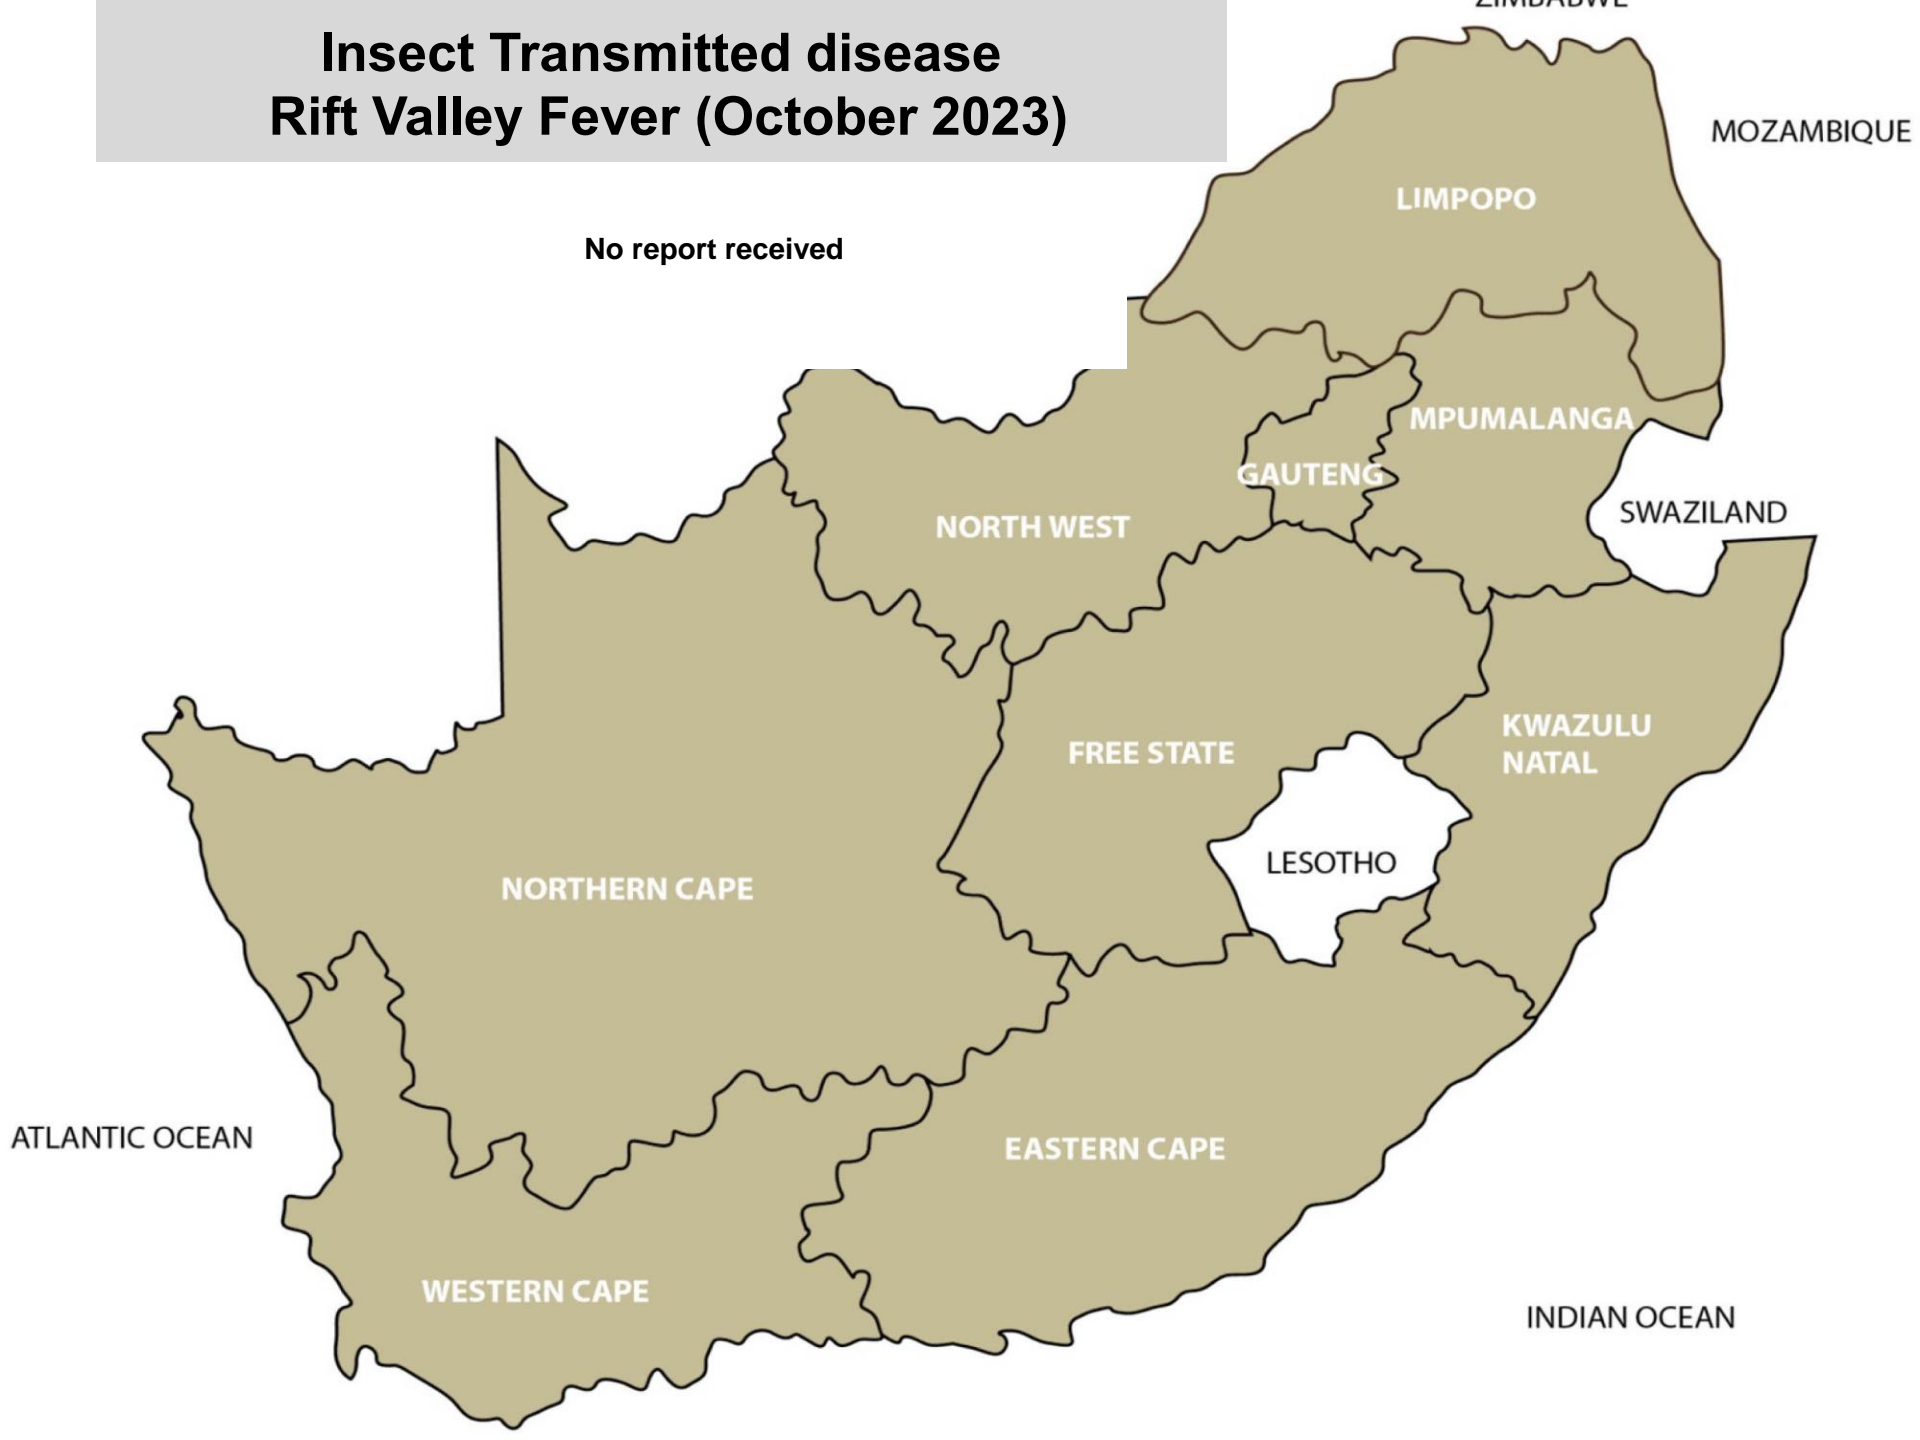 ZIMBABWE
Insect Transmitted disease
Rift Valley Fever (October 2023)
MOZAMBIQUE
LIMPOPO
No report received
MPUMALANGA
GAUTENG
SWAZILAND
NORTH WEST
KWAZULU
NATAL
FREE STATE
LESOTHO
NORTHERN CAPE
ATLANTIC OCEAN
EASTERN CAPE
WESTERN CAPE
INDIAN OCEAN